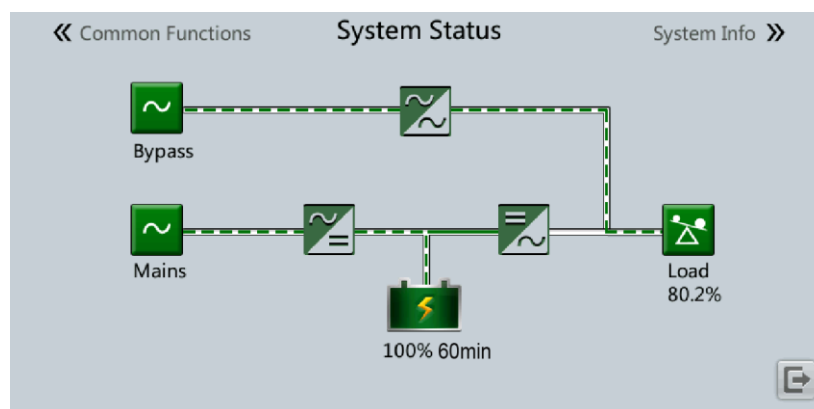 Common Functions
System Status
System Info
Bypass
Mains
Load
80.2%
100% 60min